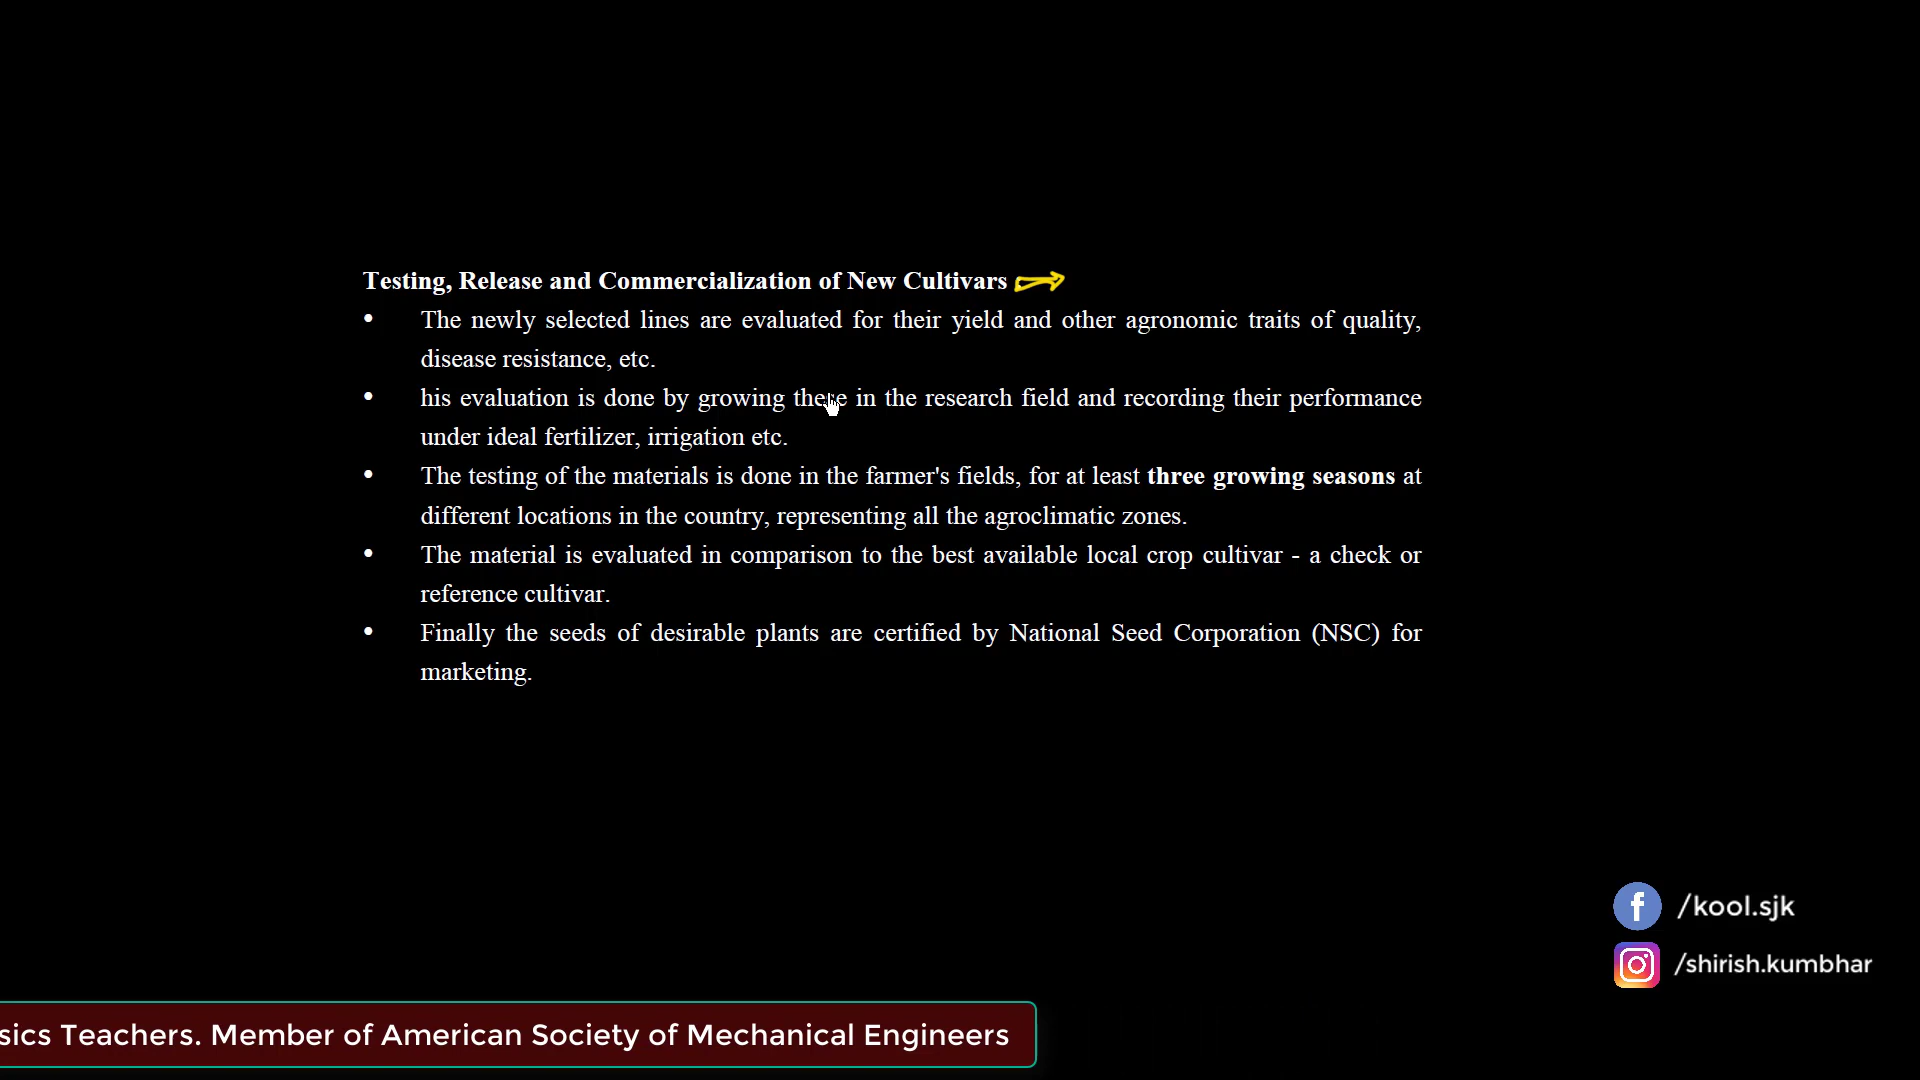 Testing, Release and Commercialization of New Cultivars
• The newly selected lines are evaluated for their yield and other agronomic traits of quality,
disease resistance, etc.
• his evaluation is done by growing these in the research field and recording their performance
under ideal fertilizer, irrigation etc.
• The testing of the materials is done in the farmer's fields, for at least three growing seasons at
different locations in the country, representing all the agroclimatic zones.
• The material is evaluated in comparison to the best available local crop cultivar - a check or
reference cultivar.
• Finally the seeds of desirable plants are certified by National Seed Corporation (NSC) for
marketing.
/kool.sjk
/shirish.kumbhar
sics Teachers. Member of American Society of Mechanical Engineers